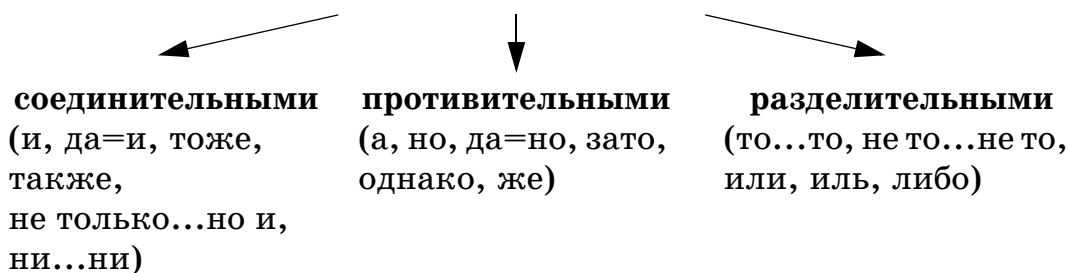 соединительными
(и, да=и, тоже,
также,
не только...но и,
ни...ни)
противительными
(а, но, да=но, зато,
однако, же)
разделительными
(то...то, не то...не то,
или, иль, либо)